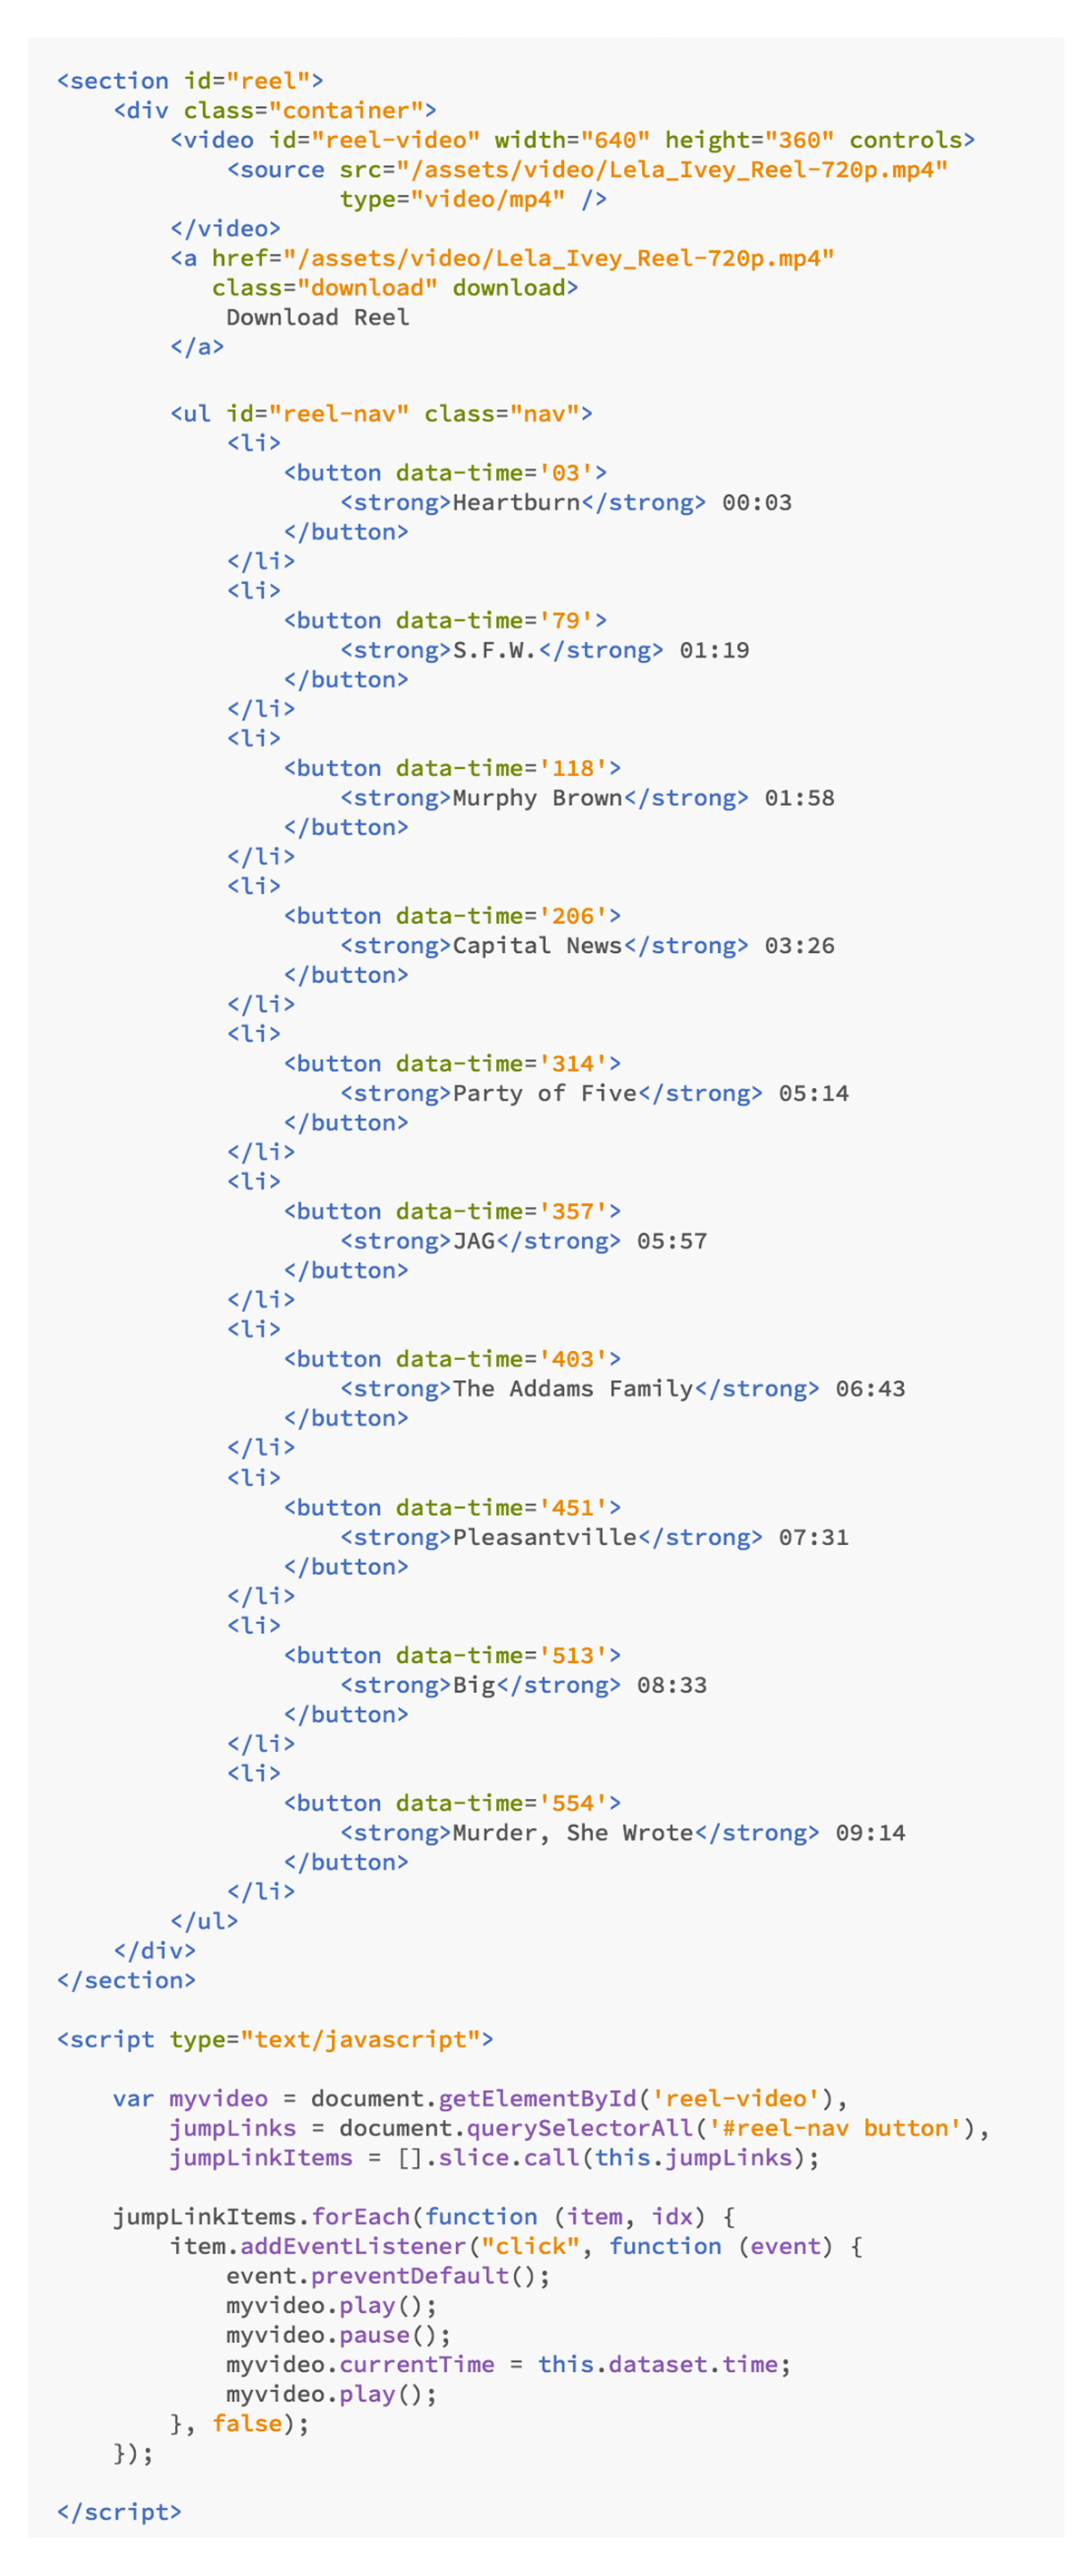 <section id="reel">
    <div class="container">
        <video id="reel-video" width="640" height="360" controls>
            <source src="/assets/video/Lela_Ivey_Reel-720p.mp4"
                    type="video/mp4" />
        </video>
        <a href="/assets/video/Lela_Ivey_Reel-720p.mp4"
           class="download" download>
            Download Reel
        </a>

        <ul id="reel-nav" class="nav">
            <li>
                <button data-time='03'>
                    <strong>Heartburn</strong> 00:03
                </button>
            </li>
            <li>
                <button data-time='79'>
                    <strong>S.F.W.</strong> 01:19
                </button>
            </li>
            <li>
                <button data-time='118'>
                    <strong>Murphy Brown</strong> 01:58
                </button>
            </li>
            <li>
                <button data-time='206'>
                    <strong>Capital News</strong> 03:26
                </button>
            </li>
            <li>
                <button data-time='314'>
                    <strong>Party of Five</strong> 05:14
                </button>
            </li>
            <li>
                <button data-time='357'>
                    <strong>JAG</strong> 05:57
                </button>
            </li>
            <li>
                <button data-time='403'>
                    <strong>The Addams Family</strong> 06:43
                </button>
            </li>
            <li>
                <button data-time='451'>
                    <strong>Pleasantville</strong> 07:31
                </button>
            </li>
            <li>
                <button data-time='513'>
                    <strong>Big</strong> 08:33
                </button>
            </li>
            <li>
                <button data-time='554'>
                    <strong>Murder, She Wrote</strong> 09:14
                </button>
            </li>
        </ul>
    </div>
</section>

<script type="text/javascript">

    var myvideo = document.getElementById('reel-video'),
        jumpLinks = document.querySelectorAll('#reel-nav button'),
        jumpLinkItems = [].slice.call(this.jumpLinks);

    jumpLinkItems.forEach(function (item, idx) {
        item.addEventListener("click", function (event) {
            event.preventDefault();
            myvideo.play();
            myvideo.pause();
            myvideo.currentTime = this.dataset.time;
            myvideo.play();
        }, false);
    });

</script>